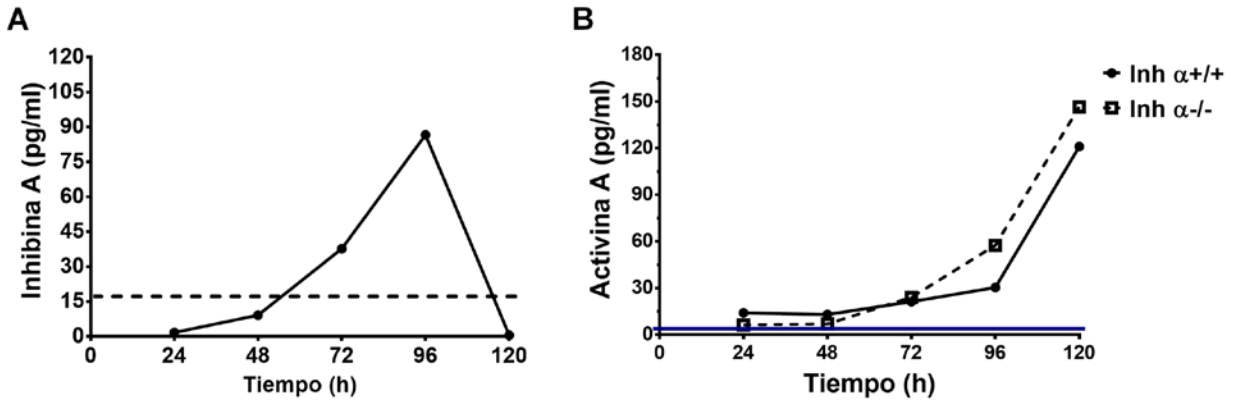 A
Inhibina A (pg/ml)
120
105
90
75
60
45
30
15
0
0 24 48 72 96 120
Tiempo (h)
B
Activina A (pg/ml)
180
150
120
90
60
30
0
0 24 48 72 96 120
Tiempo (h)
Inh α+/+
Inh α-/-